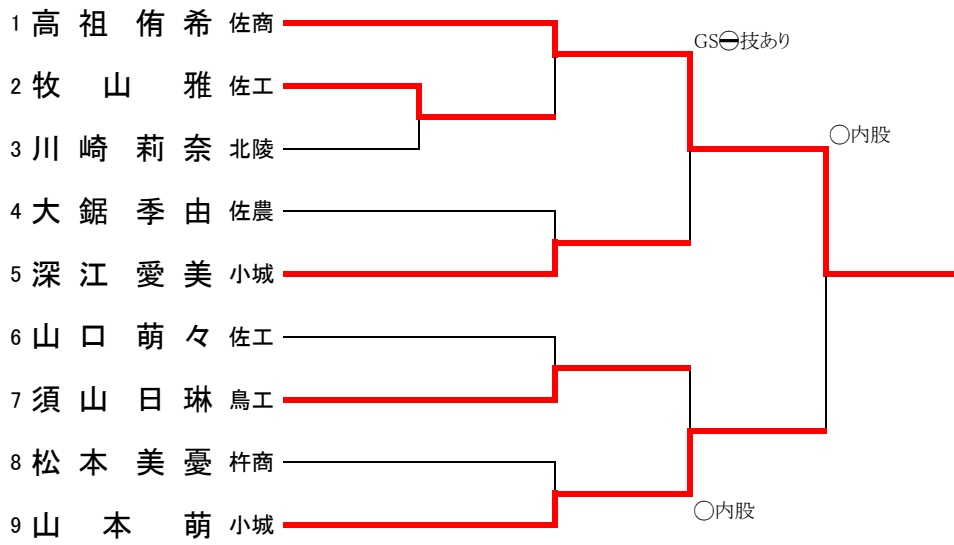 1 高祖侑希 佐商
GS⊖技あり
2 牧山雅 佐工
○内股
3 川崎莉奈 北陵
4 大鋸季由 佐農
5 深江愛美 小城
6 山口萌々 佐工
7 須山日琳 鳥工
8 松本美憂 杵商
○内股
9 山本萌 小城